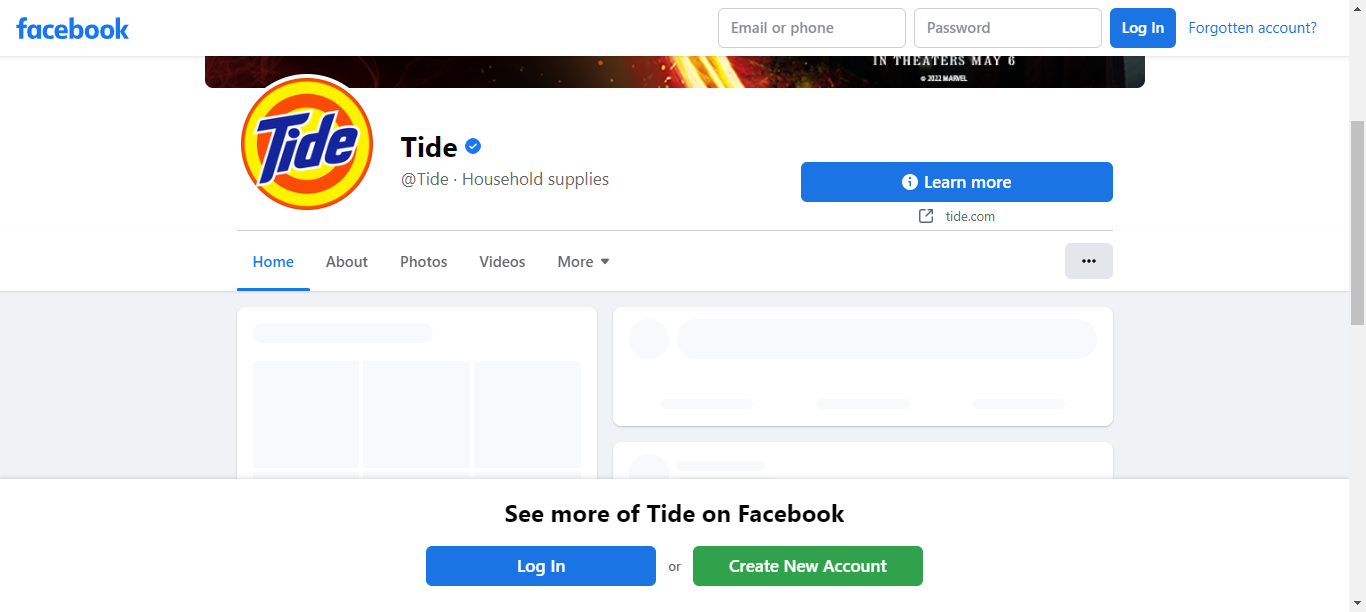 facebook
Email or phone
Password
Log In
Forgotten account?
IN THEATERS MAY 6
© 2022 MARVEL
Tide
Tide
@Tide · Household supplies
Learn more
tide.com
Home
About
Photos
Videos
More
See more of Tide on Facebook
Log In
or
Create New Account